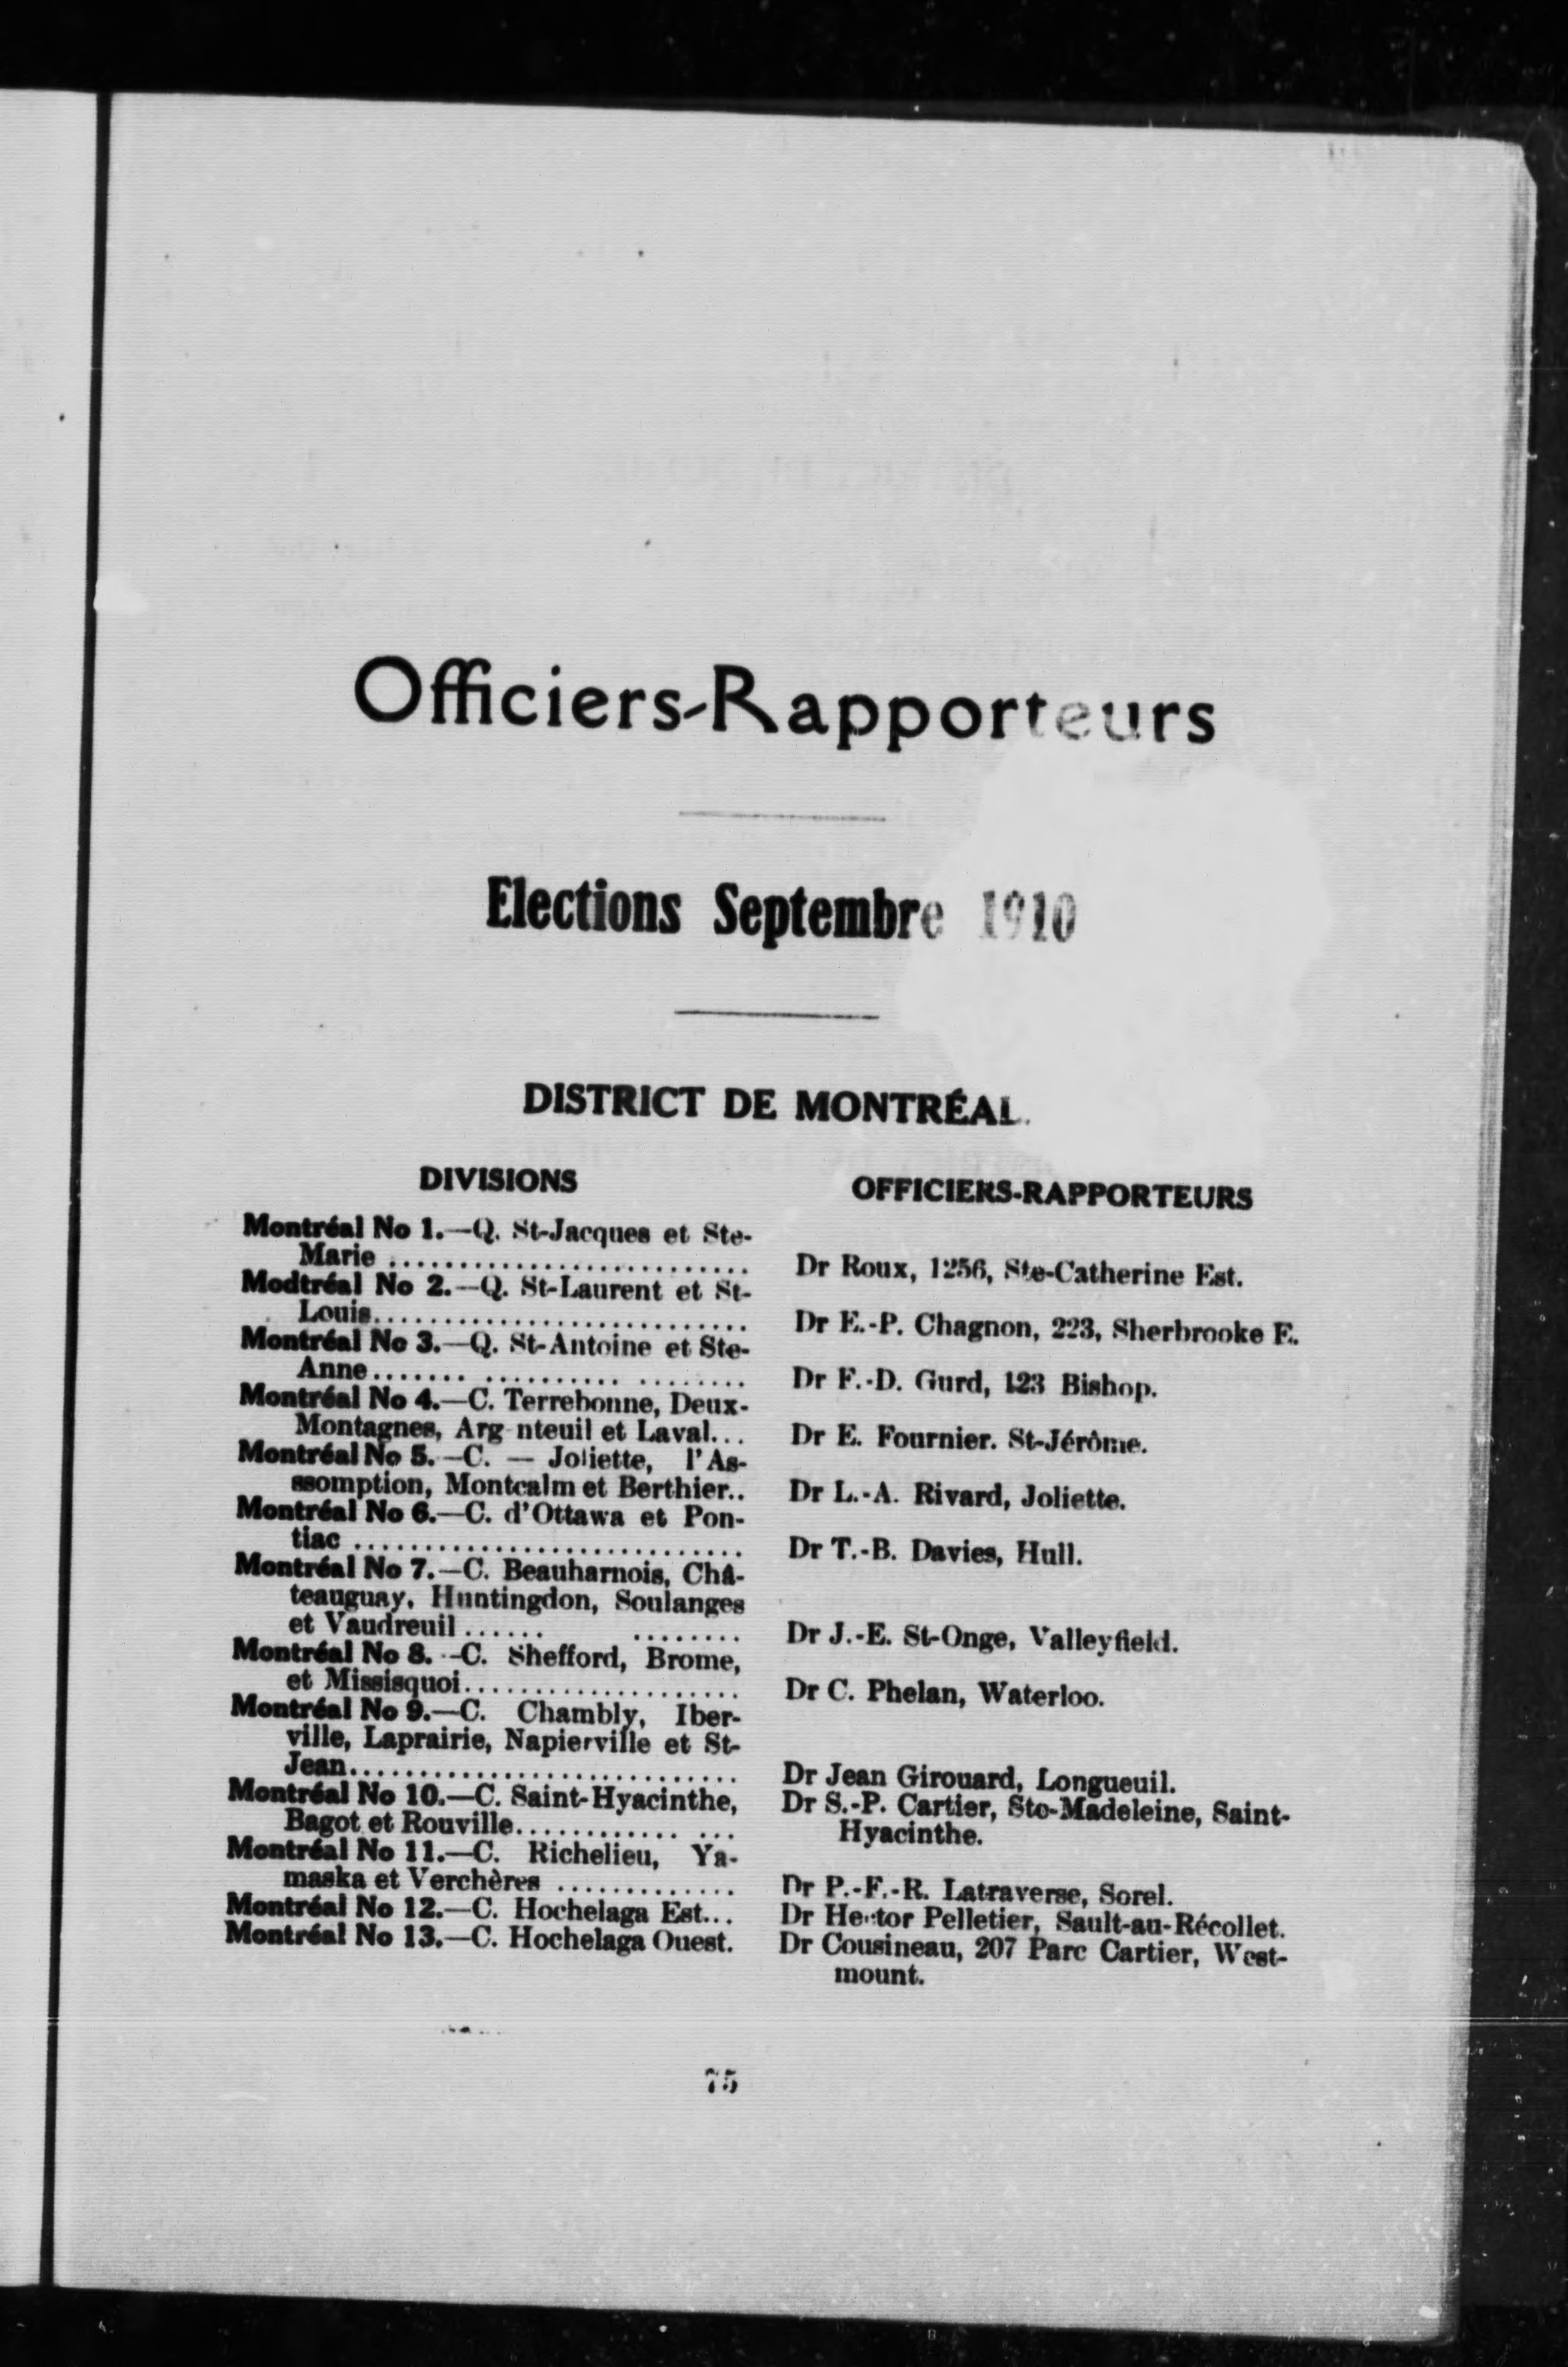 Officiers-Rapporteurs
Elections Septembre 1910
DISTRICT DE MONTRÉAL.
DIVISIONS
OFFICIERS-RAPPORTEURS
Montréal No 1.—Q. St-Jacques et Ste-
Marie .......................... Dr Roux, 1256, Ste-Catherine Est.
Modtréal No 2.—Q. St-Laurent et St-
Louis........................... Dr E.-P. Chagnon, 223, Sherbrooke E.
Montréal No 3.—Q. St-Antoine et Ste-
Anne....... .......... ........ Dr F.-D. Gurd, 123 Bishop.
Montréal No 4.—C. Terrebonne, Deux-
Montagnes, Arg nteuil et Laval... Dr E. Fournier. St-Jérôme.
Montréal No 5.—C. — Joliette, l'As-
ssomption, Montcalm et Berthier.. Dr L.-A. Rivard, Joliette.
Montréal No 6.—C. d'Ottawa et Pon-
tiac ............................ Dr T.-B. Davies, Hull.
Montréal No 7.—C. Beauharnois, Châ-
teauguay, Huntingdon, Soulanges
et Vaudreuil ...... ........ Dr J.-E. St-Onge, Valleyfield.
Montréal No 8.—C. Shefford, Brome,
et Missisquoi.................... Dr C. Phelan, Waterloo.
Montréal No 9.—C. Chambly, Iber-
ville, Laprairie, Napierville et St-
Jean............................ Dr Jean Girouard, Longueuil.
Montréal No 10.—C. Saint-Hyacinthe, Dr S.-P. Cartier, Ste-Madeleine, Saint-
Bagot et Rouville............ ... Hyacinthe.
Montréal No 11.—C. Richelieu, Ya-
maska et Verchères ............. Dr P.-F.-R. Latraverse, Sorel.
Montréal No 12.—C. Hochelaga Est... Dr Hector Pelletier, Sault-au-Récollet.
Montréal No 13.—C. Hochelaga Ouest. Dr Cousineau, 207 Parc Cartier, West-
mount.
75